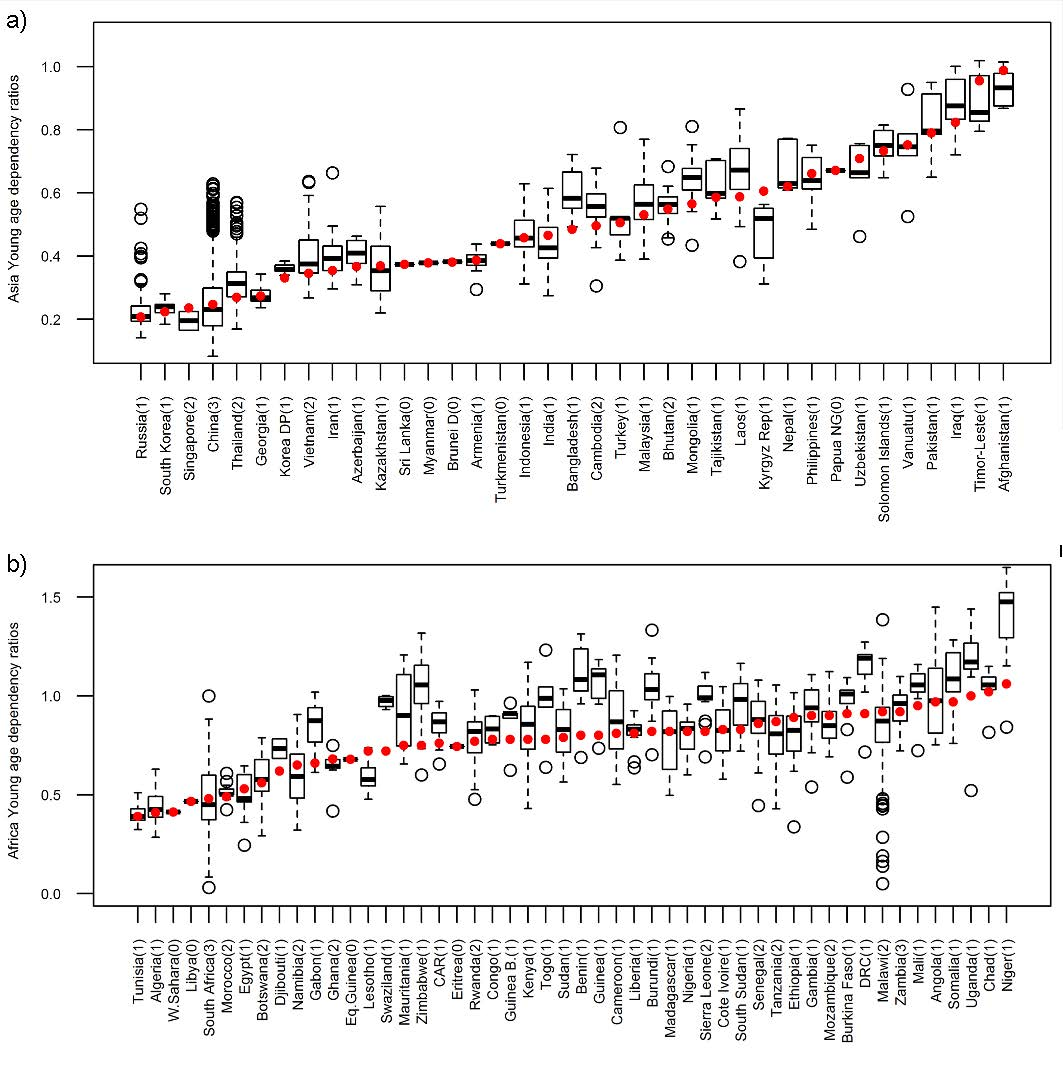 a)
Asia Young age dependency ratios
1.0
0.8
0.6
0.4
0.2
Russia(1)
South Korea(1)
Singapore(2)
China(3)
Thailand(2)
Georgia(1)
Korea DP(1)
Vietnam(2)
Iran(1)
Azerbaijan(1)
Kazakhstan(1)
Sri Lanka(0)
Myanmar(0)
Brunei D(0)
Armenia(1)
Turkmenistan(0)
Indonesia(1)
India(1)
Bangladesh(1)
Cambodia(2)
Turkey(1)
Malaysia(1)
Bhutan(2)
Mongolia(1)
Tajikistan(1)
Laos(1)
Kyrgyz Rep(1)
Nepal(1)
Philippines(1)
Papua NG(0)
Uzbekistan(1)
Solomon Islands(1)
Vanuatu(1)
Pakistan(1)
Iraq(1)
Timor-Leste(1)
Afghanistan(1)
b)
Africa Young dependency ratios
1.5
1.0
0.5
0.0
Tunisia(1)
Algeria(1)
W.Sahara(0)
Libya(0)
South Africa(3)
Morocco(2)
Egypt(1)
Botswana(2)
Djibouti(1)
Namibia(2)
Gabon(1)
Ghana(2)
Eq.Guinea(0)
Lesotho(1)
Swaziland(1)
Mauritania(1)
Zimbabwe(1)
CAR(1)
Eritrea(0)
Rwanda(2)
Congo(1)
Guinea B.(1)
Kenya(1)
Togo(1)
Sudan(1)
Benin(1)
Guinea(1)
Cameroon(1)
Liberia(1)
Burundi(1)
Madagascar(1)
Nigeria(1)
Sierra Leone(2)
Cote Ivoire(1)
South Sudan(1)
Senegal(2)
Tanzania(2)
Ethiopia(1)
Gambia(1)
Mozambique(2)
Burkina Faso(1)
DRC(1)
Malawi(2)
Zambia(3)
Mali(1)
Angola(1)
Somalia(1)
Uganda(1)
Chad(1)
Niger(1)